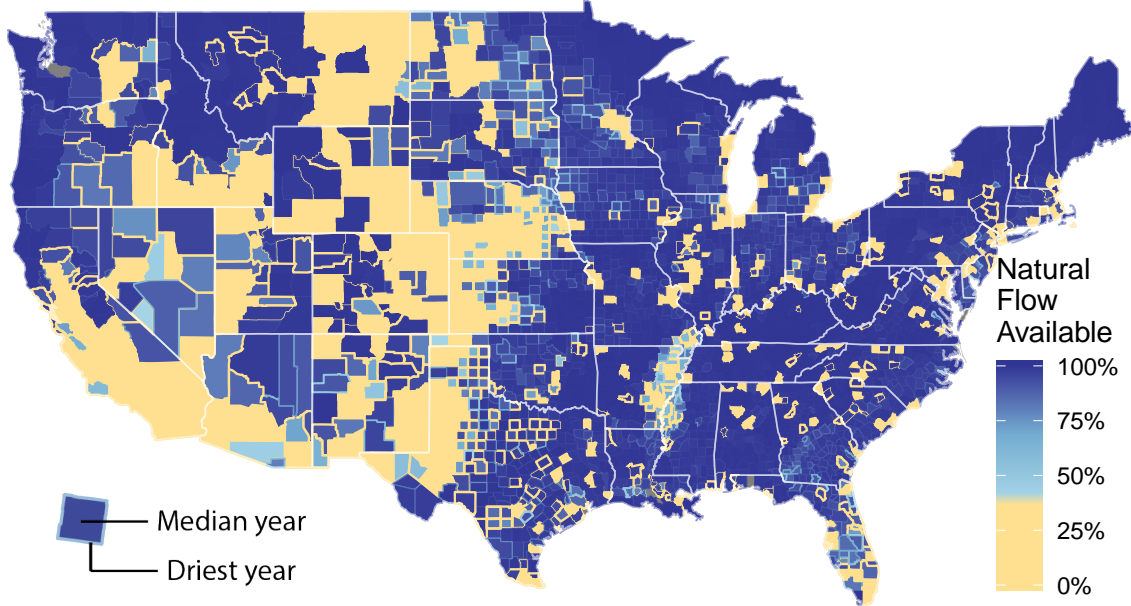 Natural
Flow
Available
100%
75%
50%
25%
0%
Median year
Driest year